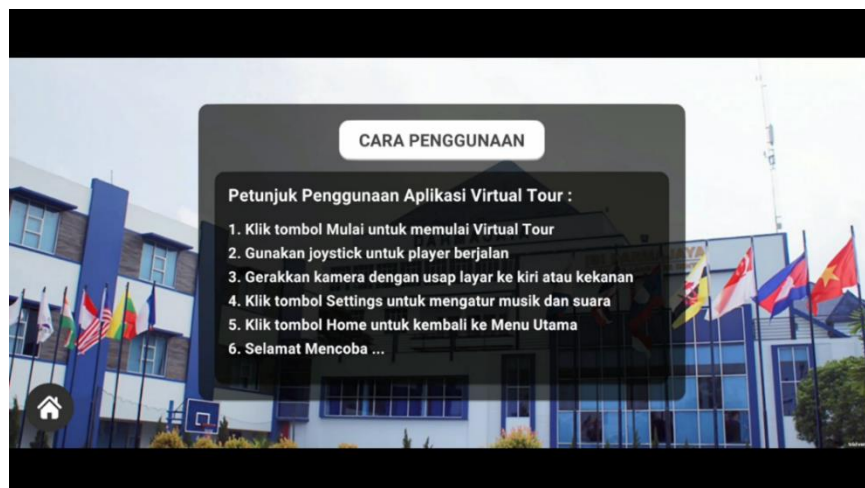 CARA PENGGUNAAN
Petunjuk Penggunaan Aplikasi Virtual Tour :
1. Klik tombol Mulai untuk memulai Virtual Tour
2. Gunakan joystick untuk player berjalan
3. Gerakkan kamera dengan usap layar ke kiri atau kekanan
4. Klik tombol Settings untuk mengatur musik dan suara
5. Klik tombol Home untuk kembali ke Menu Utama
6. Selamat Mencoba ...